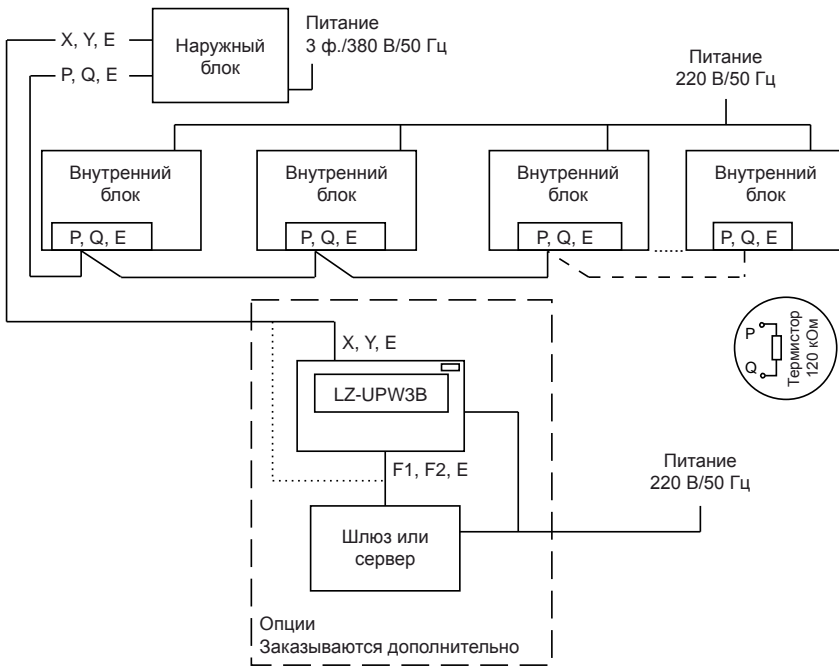 X, Y, E
P, Q, E
Наружный
блок
Питание
3 ф./380 В/50 Гц
Питание
220 В/50 Гц
Внутренний
блок
P, Q, E
Внутренний
блок
P, Q, E
Внутренний
блок
P, Q, E
Внутренний
блок
P, Q, E
X, Y, E
LZ-UPW3B
F1, F2, E
Шлюз или
сервер
P
Q
Термистор
120 кОм
Питание
220 В/50 Гц
Опции
Заказываются дополнительно